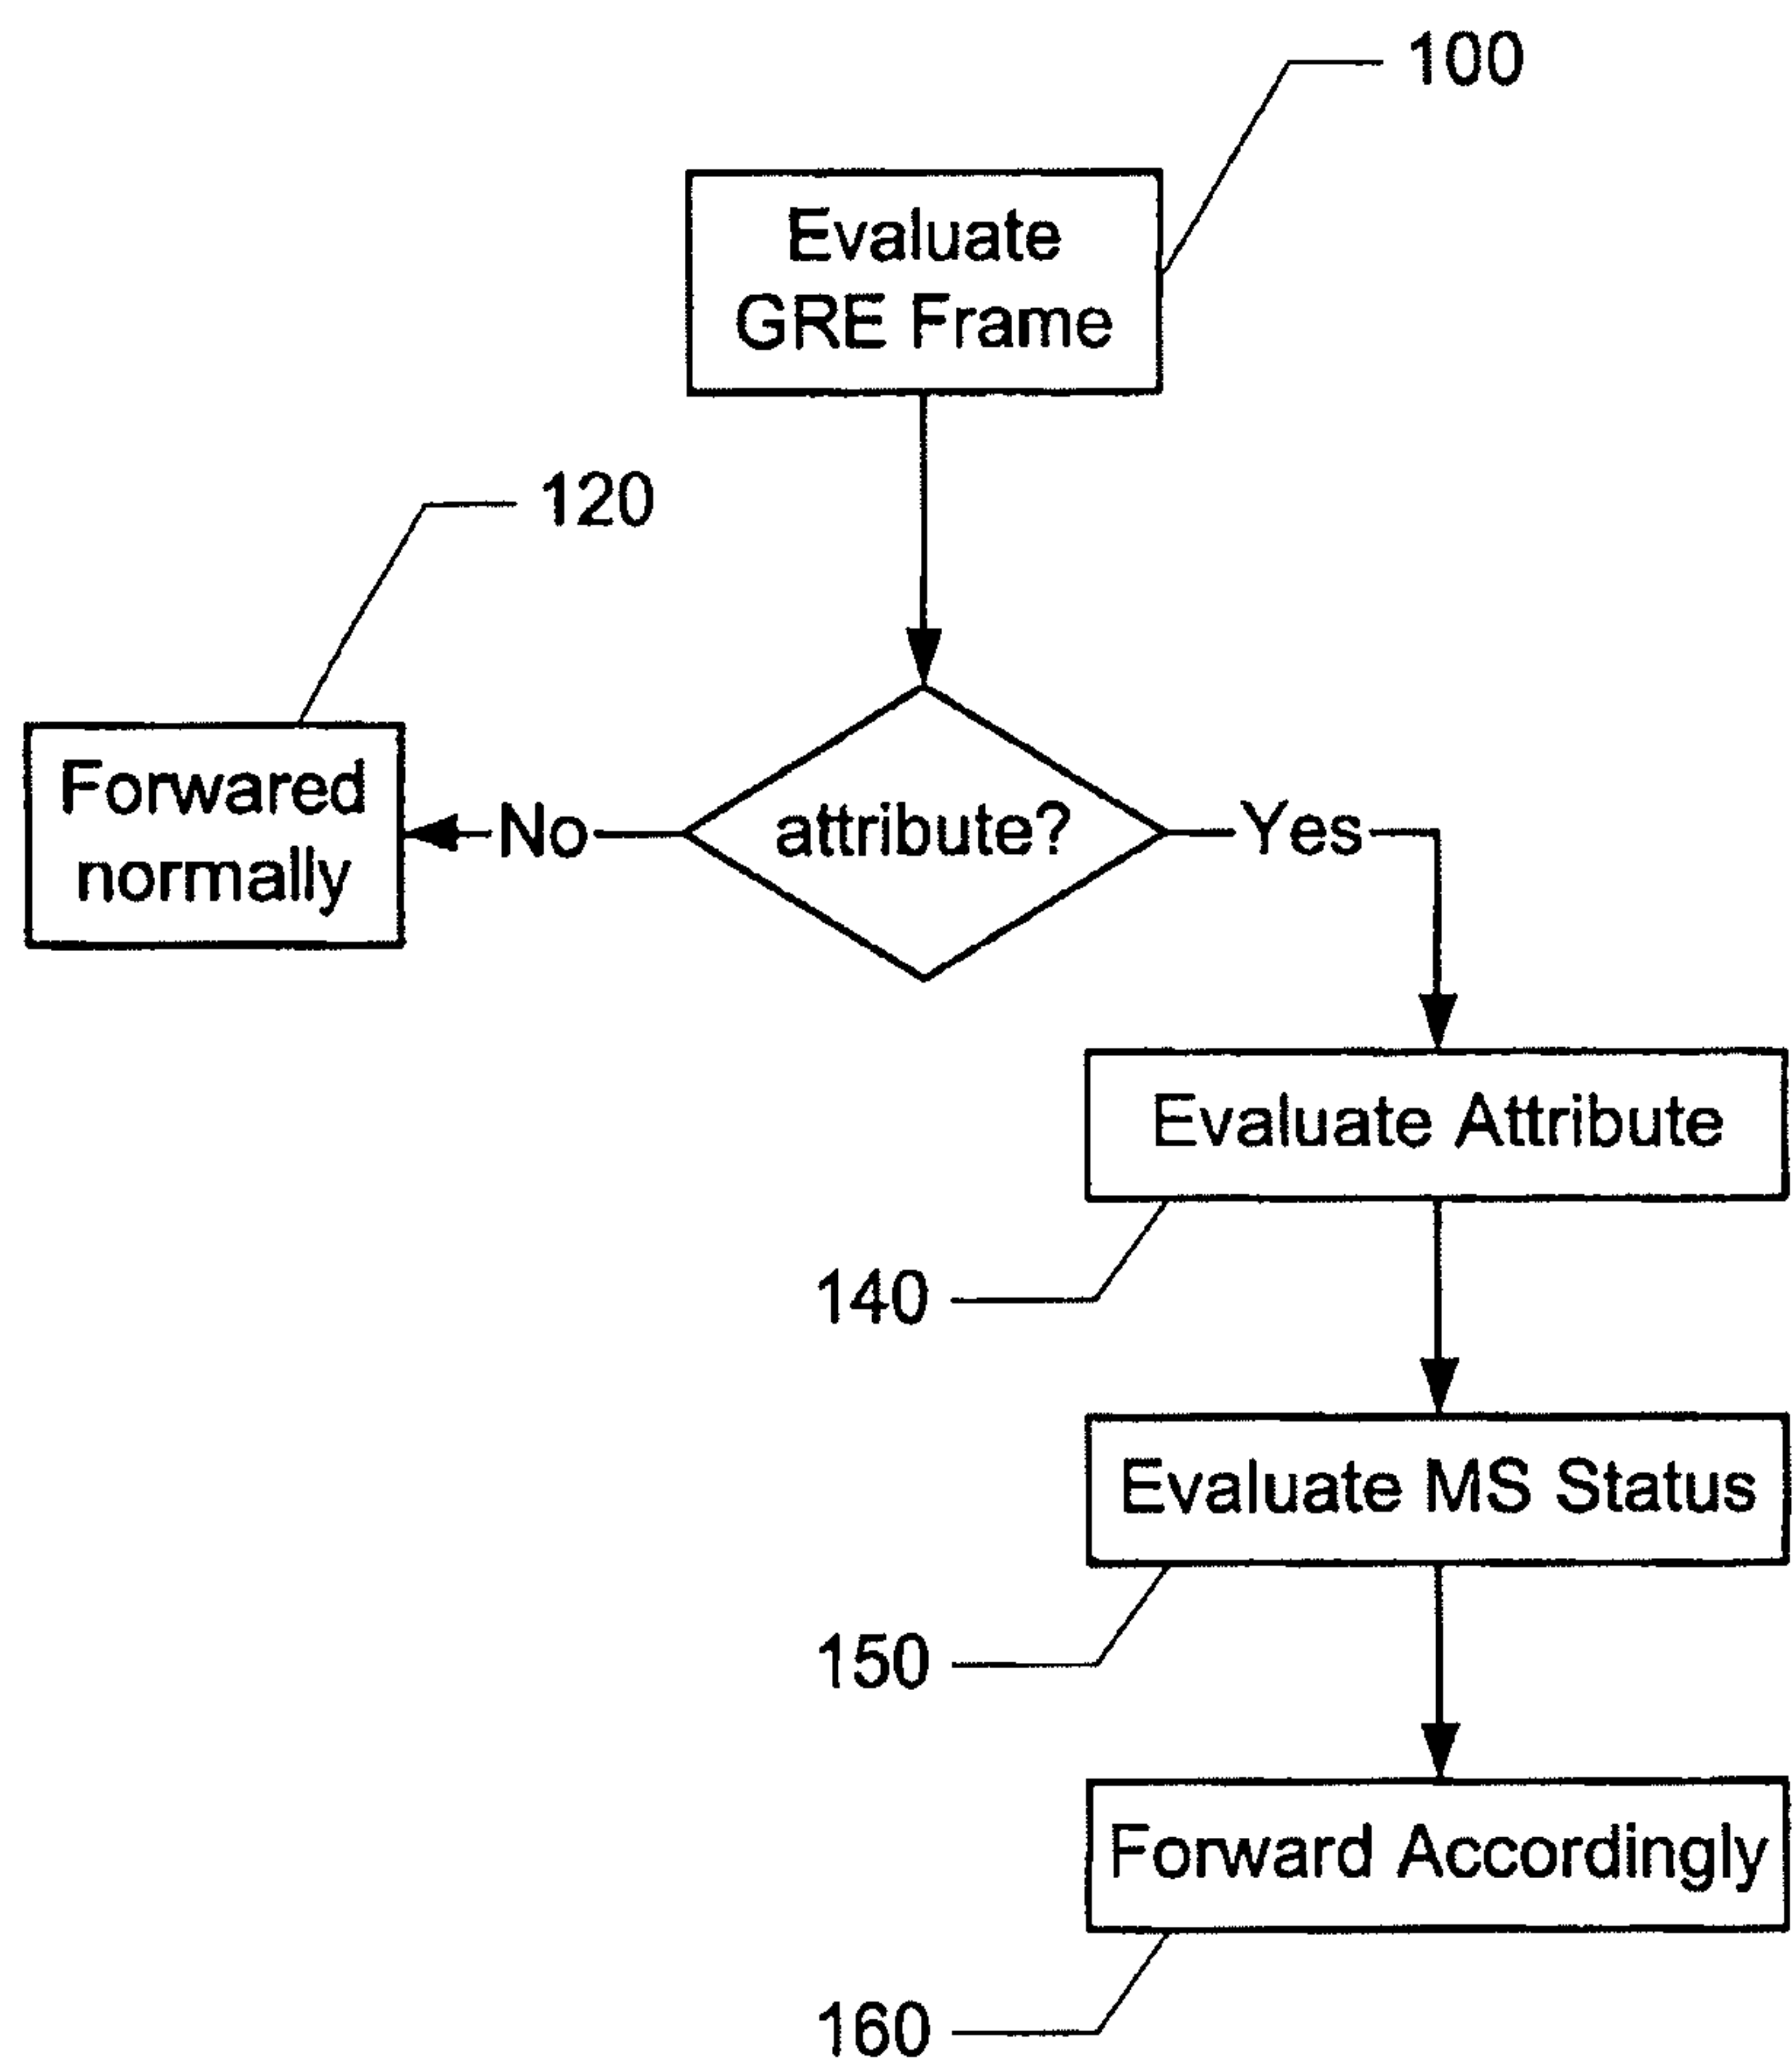 100
Evaluate
GRE Frame
120
Forwared
normally
No
attribute?
Yes
Evaluate Attribute
140
Evaluate MS Status
150
Forward Accordingly
160